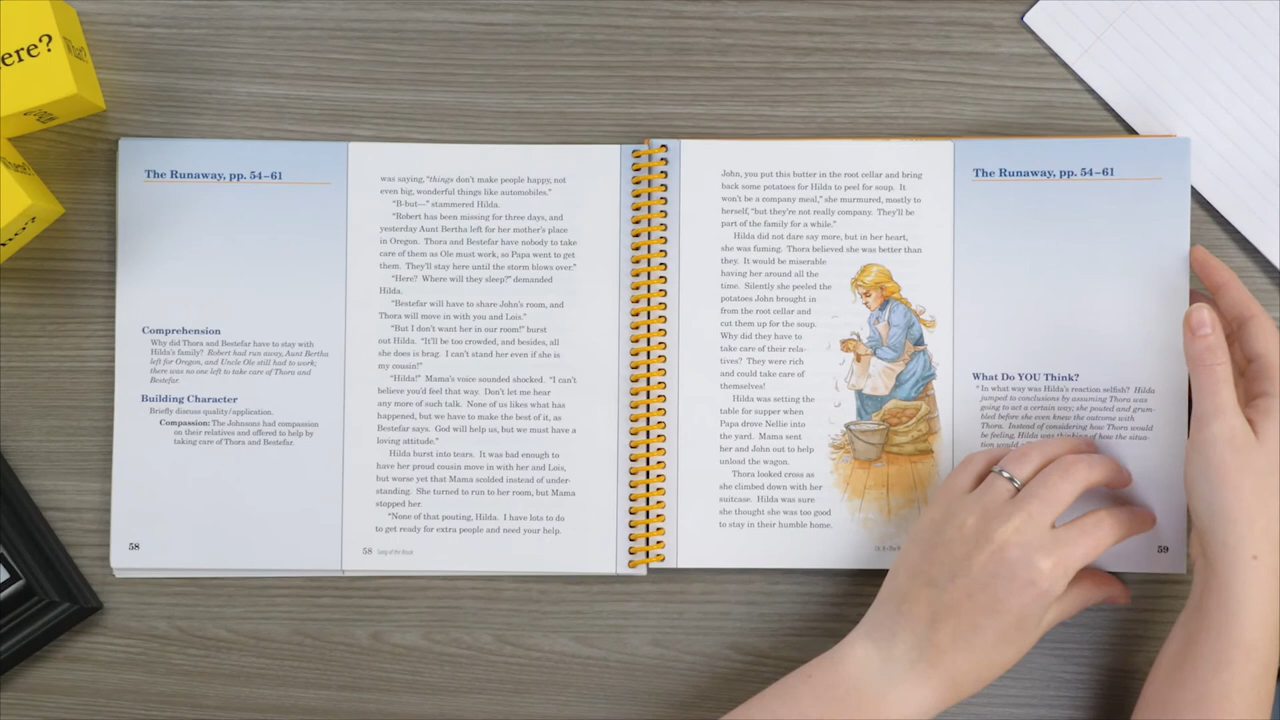 ere?
What?
Who?
What?
ho?
The Runaway, pp. 54–61
Comprehension
Why did Thora and Bestefar have to stay with
Hilda's family? Robert had run away, Aunt Bertha
left for Oregon, and Uncle Ole still had to work;
there was no one left to take care of Thora and
Bestefar.
Building Character
Briefly discuss quality/application.
Compassion: The Johnsons had compassion
on their relatives and offered to help by
taking care of Thora and Bestefar.
58
was saying, "things don't make people happy, not
even big, wonderful things like automobiles."
"B-but—" stammered Hilda.
"Robert has been missing for three days, and
yesterday Aunt Bertha left for her mother's place
in Oregon. Thora and Bestefar have nobody to take
care of them as Ole must work, so Papa went to get
them. They'll stay here until the storm blows over."
"Here? Where will they sleep?" demanded
Hilda.
"Bestefar will have to share John's room, and
Thora will move in with you and Lois."
"But I don't want her in our room!" burst
out Hilda. "It'll be too crowded, and besides, all
she does is brag. I can't stand her even if she is
my cousin!"
"Hilda!" Mama's voice sounded shocked. "I can't
believe you'd feel that way. Don't let me hear
any more of such talk. None of us likes what has
happened, but we have to make the best of it, as
Bestefar says. God will help us, but we must have a
loving attitude."
Hilda burst into tears. It was bad enough to
have her proud cousin move in with her and Lois,
but worse yet that Mama scolded instead of under-
standing. She turned to run to her room, but Mama
stopped her.
"None of that pouting, Hilda. I have lots to do
to get ready for extra people and need your help.
58 Song of the Brook
John, you put this butter in the root cellar and bring
back some potatoes for Hilda to peel for soup. It
won't be a company meal," she murmured, mostly to
herself, "but they're not really company. They'll be
part of the family for a while."
Hilda did not dare say more, but in her heart,
she was fuming. Thora believed she was better than
they. It would be miserable
having her around all the
time. Silently she peeled the
potatoes John brought in
from the root cellar and
cut them up for the soup.
Why did they have to
take care of their rela-
tives? They were rich
and could take care of
themselves!
Hilda was setting the
table for supper when
Papa drove Nellie into
the yard. Mama sent
her and John out to help
unload the wagon.
Thora looked cross as
she climbed down with her
suitcase. Hilda was sure
she thought she was too good
to stay in their humble home.
The Runaway, pp. 54–61
What Do YOU Think?
* In what way was Hilda's reaction selfish? Hilda
jumped to conclusions by assuming Thora was
going to act a certain way; she pouted and grum-
bled before she even knew the outcome with
Thora. Instead of considering how Thora would
be feeling, Hilda was thinking of how the situa-
tion would
59